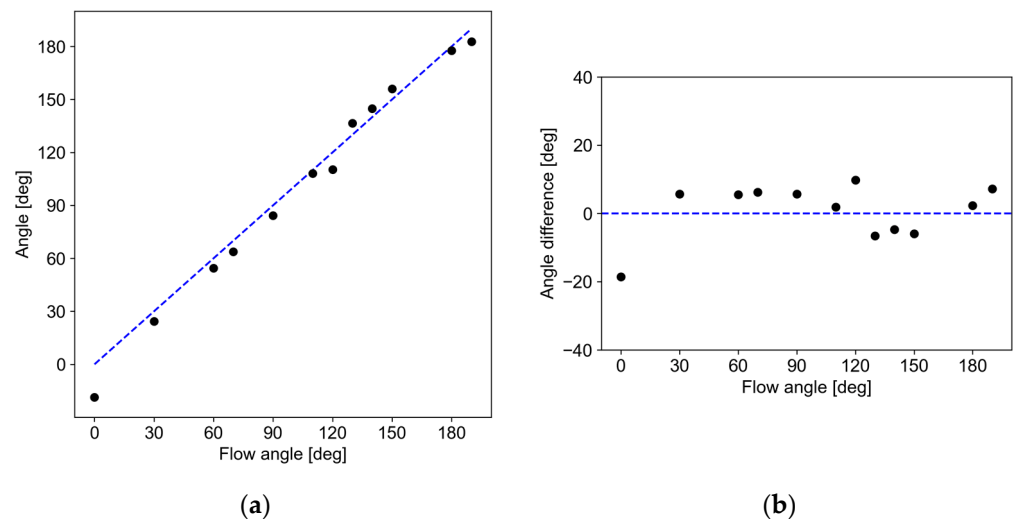 180
150
120
90
60
30
0
Angle [deg]
0 30 60 90 120 150 180
Flow angle [deg]
(a)
40
20
0
−20
−40
Angle difference [deg]
0 30 60 90 120 150 180
Flow angle [deg]
(b)